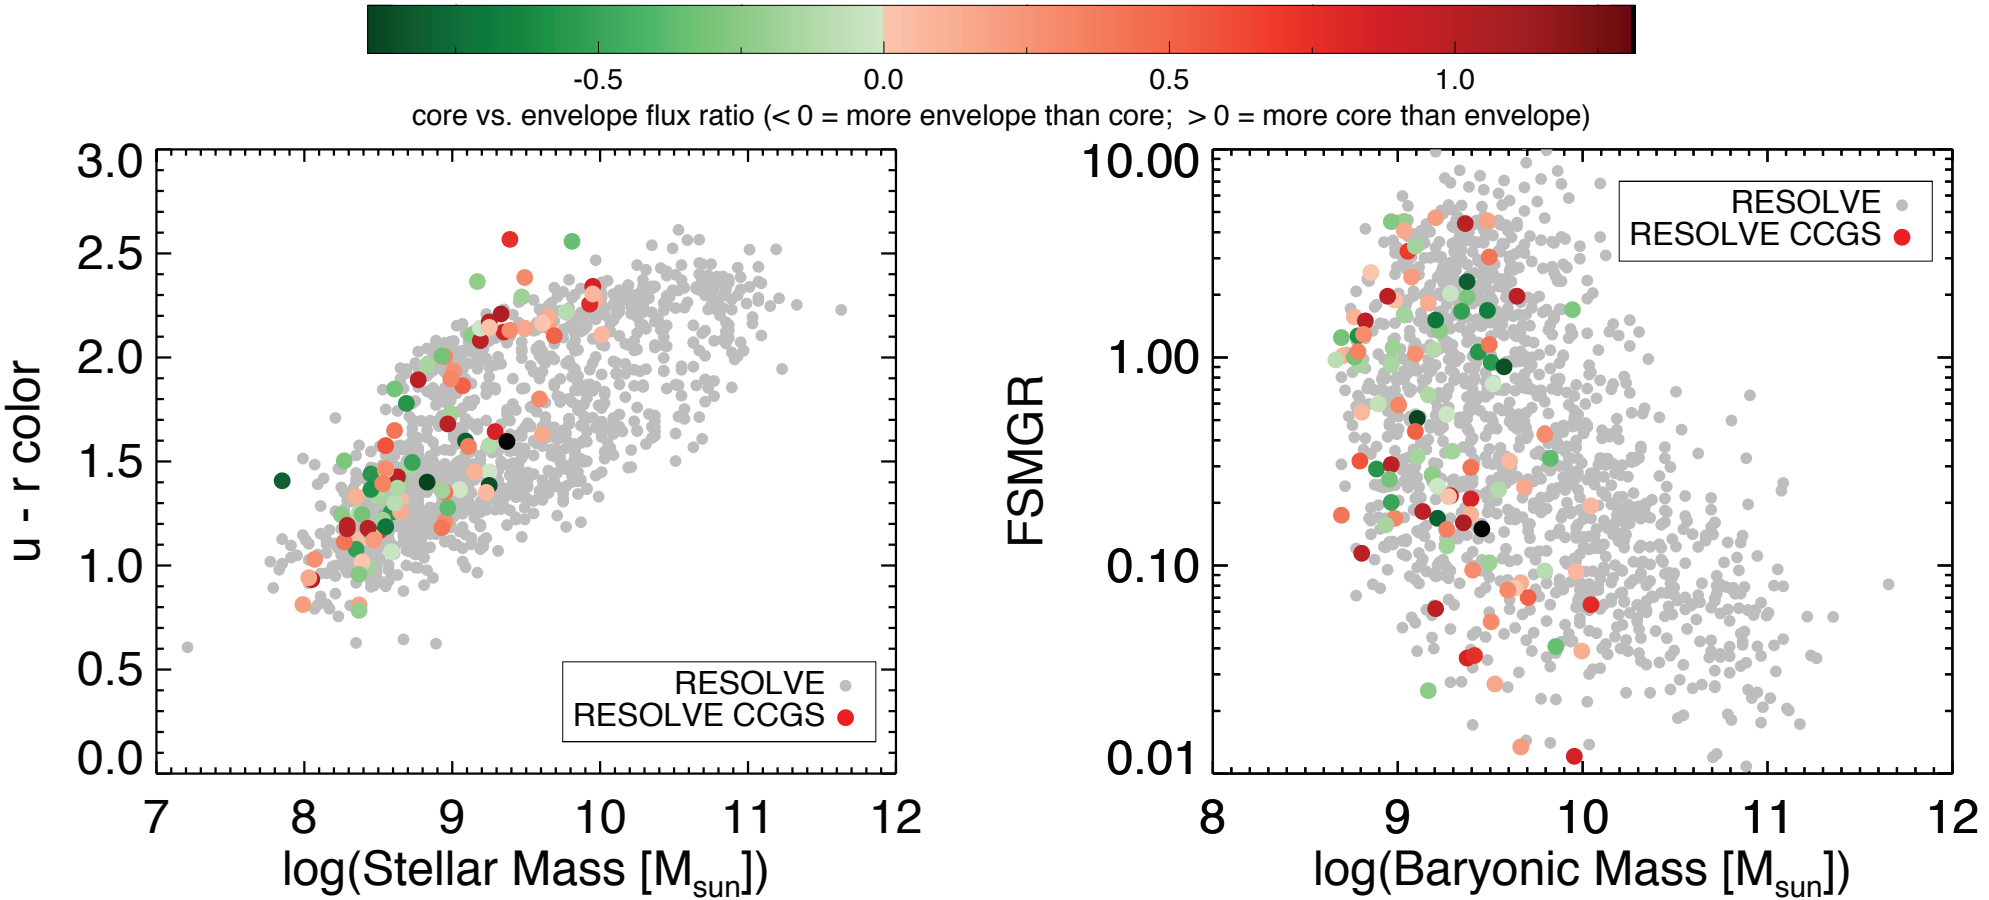 -0.5 0.0 0.5 1.0
core vs. envelope flux ratio (< 0 = more envelope than core; > 0 = more core than envelope)
3.0
2.5
2.0
1.5
1.0
0.5
0.0
u - r color
RESOLVE
RESOLVE CCGS
7 8 9 10 11 12
log(Stellar Mass [Msun])
10.00
1.00
0.10
0.01
FSMGR
RESOLVE
RESOLVE CCGS
8 9 10 11 12
log(Baryonic Mass [Msun])